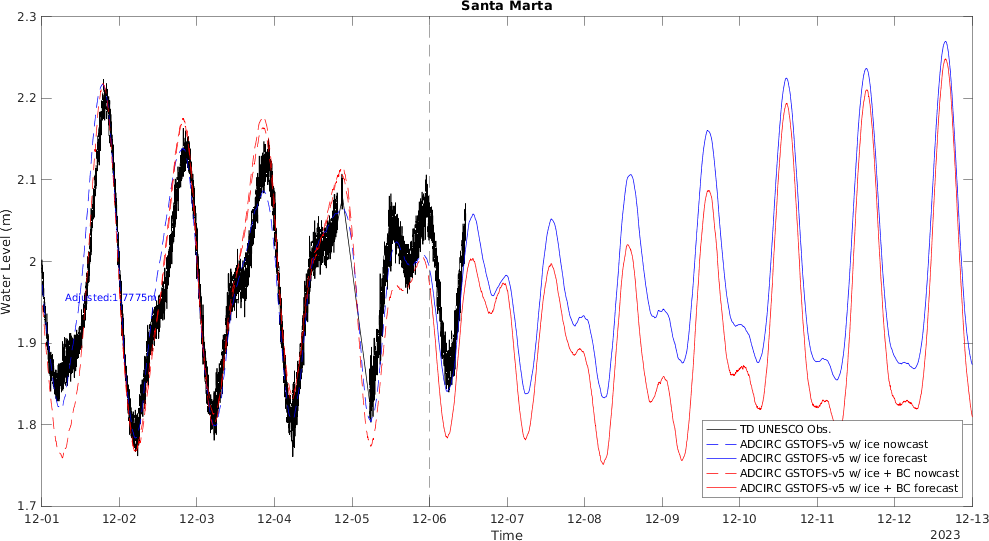 Santa Marta
2.3
2.2
2.1
2
1.9
1.8
1.7
Water Level (m)
Adjusted:1.7775m
TD UNESCO Obs.
ADCIRC GSTOFS-v5 w/ ice nowcast
ADCIRC GSTOFS-v5 w/ ice forecast
ADCIRC GSTOFS-v5 w/ ice + BC nowcast
ADCIRC GSTOFS-v5 w/ ice + BC forecast
12-01 12-02 12-03 12-04 12-05 12-06 12-07 12-08 12-09 12-10 12-11 12-12 12-13
Time
2023